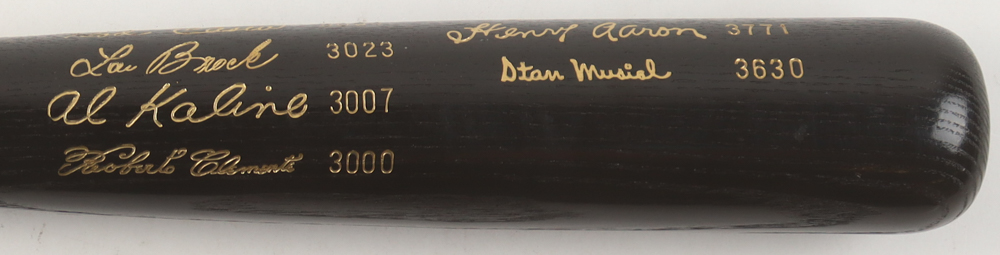 Lou Brock 3023
Al Kaline 3007
Roberto Clemente 3000
Henry Aaron 3771
Stan Musial 3630